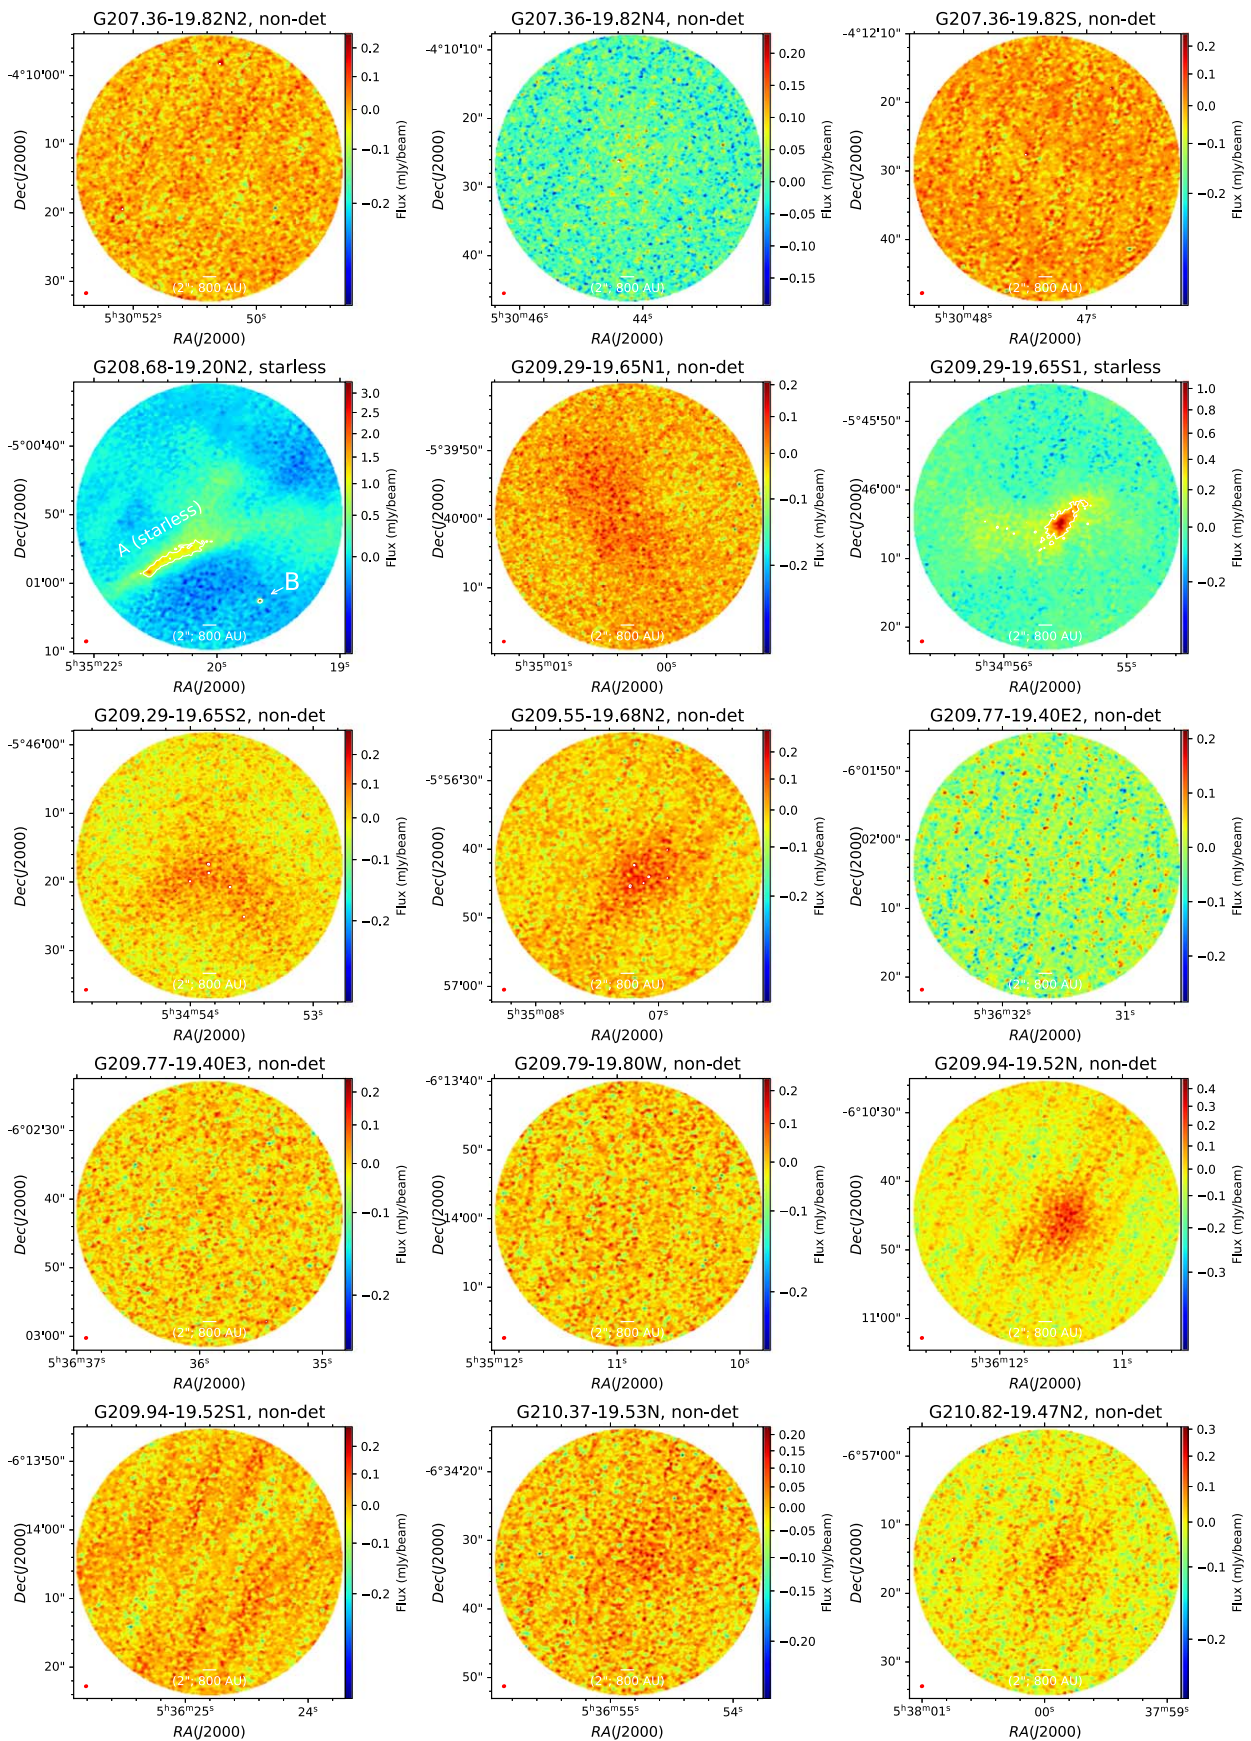 G207.36-19.82N2, non-det
-4°10'00"
10"
20"
30"
5ʰ30ᵐ52ˢ
50ˢ
RA(J2000)
Dec(J2000)
(2"; 800 AU)
0.2
0.1
0.0
−0.1
−0.2
Flux (mJy/beam)
G207.36-19.82N4, non-det
-4°10'10"
20"
30"
40"
5ʰ30ᵐ46ˢ
44ˢ
RA(J2000)
Dec(J2000)
(2"; 800 AU)
0.20
0.15
0.10
0.05
0.00
−0.05
−0.10
−0.15
Flux (mJy/beam)
G207.36-19.82S, non-det
-4°12'10"
20"
30"
40"
5ʰ30ᵐ48ˢ
47ˢ
RA(J2000)
Dec(J2000)
(2"; 800 AU)
0.2
0.1
0.0
−0.1
−0.2
Flux (mJy/beam)
G208.68-19.20N2, starless
-5°00'40"
50"
01'00"
10"
5ʰ35ᵐ22ˢ
20ˢ
19ˢ
RA(J2000)
Dec(J2000)
A (starless)
B
(2"; 800 AU)
3.0
2.5
2.0
1.5
1.0
0.5
0.0
Flux (mJy/beam)
G209.29-19.65N1, non-det
-5°39'50"
40'00"
10"
5ʰ35ᵐ01ˢ
00ˢ
RA(J2000)
Dec(J2000)
(2"; 800 AU)
0.2
0.1
0.0
−0.1
−0.2
Flux (mJy/beam)
G209.29-19.65S1, starless
-5°45'50"
46'00"
10"
20"
5ʰ34ᵐ56ˢ
55ˢ
RA(J2000)
Dec(J2000)
(2"; 800 AU)
1.0
0.8
0.6
0.4
0.2
0.0
−0.2
Flux (mJy/beam)
G209.29-19.65S2, non-det
-5°46'00"
10"
20"
30"
5ʰ34ᵐ54ˢ
53ˢ
RA(J2000)
Dec(J2000)
(2"; 800 AU)
0.2
0.1
0.0
−0.1
−0.2
Flux (mJy/beam)
G209.55-19.68N2, non-det
-5°56'30"
40"
50"
57'00"
5ʰ35ᵐ08ˢ
07ˢ
RA(J2000)
Dec(J2000)
(2"; 800 AU)
0.2
0.1
0.0
−0.1
−0.2
Flux (mJy/beam)
G209.77-19.40E2, non-det
-6°01'50"
02'00"
10"
20"
5ʰ36ᵐ32ˢ
31ˢ
RA(J2000)
Dec(J2000)
(2"; 800 AU)
0.2
0.1
0.0
−0.1
−0.2
Flux (mJy/beam)
G209.77-19.40E3, non-det
-6°02'30"
40"
50"
03'00"
5ʰ36ᵐ37ˢ
36ˢ
35ˢ
RA(J2000)
Dec(J2000)
(2"; 800 AU)
0.2
0.1
0.0
−0.1
−0.2
Flux (mJy/beam)
G209.79-19.80W, non-det
-6°13'40"
50"
14'00"
10"
5ʰ35ᵐ12ˢ
11ˢ
10ˢ
RA(J2000)
Dec(J2000)
(2"; 800 AU)
0.2
0.1
0.0
−0.1
−0.2
Flux (mJy/beam)
G209.94-19.52N, non-det
-6°10'30"
40"
50"
11'00"
5ʰ36ᵐ12ˢ
11ˢ
RA(J2000)
Dec(J2000)
(2"; 800 AU)
0.4
0.3
0.2
0.1
0.0
−0.1
−0.2
−0.3
Flux (mJy/beam)
G209.94-19.52S1, non-det
-6°13'50"
14'00"
10"
20"
5ʰ36ᵐ25ˢ
24ˢ
RA(J2000)
Dec(J2000)
(2"; 800 AU)
0.2
0.1
0.0
−0.1
−0.2
Flux (mJy/beam)
G210.37-19.53N, non-det
-6°34'20"
30"
40"
50"
5ʰ36ᵐ55ˢ
54ˢ
RA(J2000)
Dec(J2000)
(2"; 800 AU)
0.20
0.15
0.10
0.05
0.00
−0.05
−0.10
−0.15
−0.20
Flux (mJy/beam)
G210.82-19.47N2, non-det
-6°57'00"
10"
20"
30"
5ʰ38ᵐ01ˢ
00ˢ
37ᵐ59ˢ
RA(J2000)
Dec(J2000)
(2"; 800 AU)
0.3
0.2
0.1
0.0
−0.1
−0.2
Flux (mJy/beam)